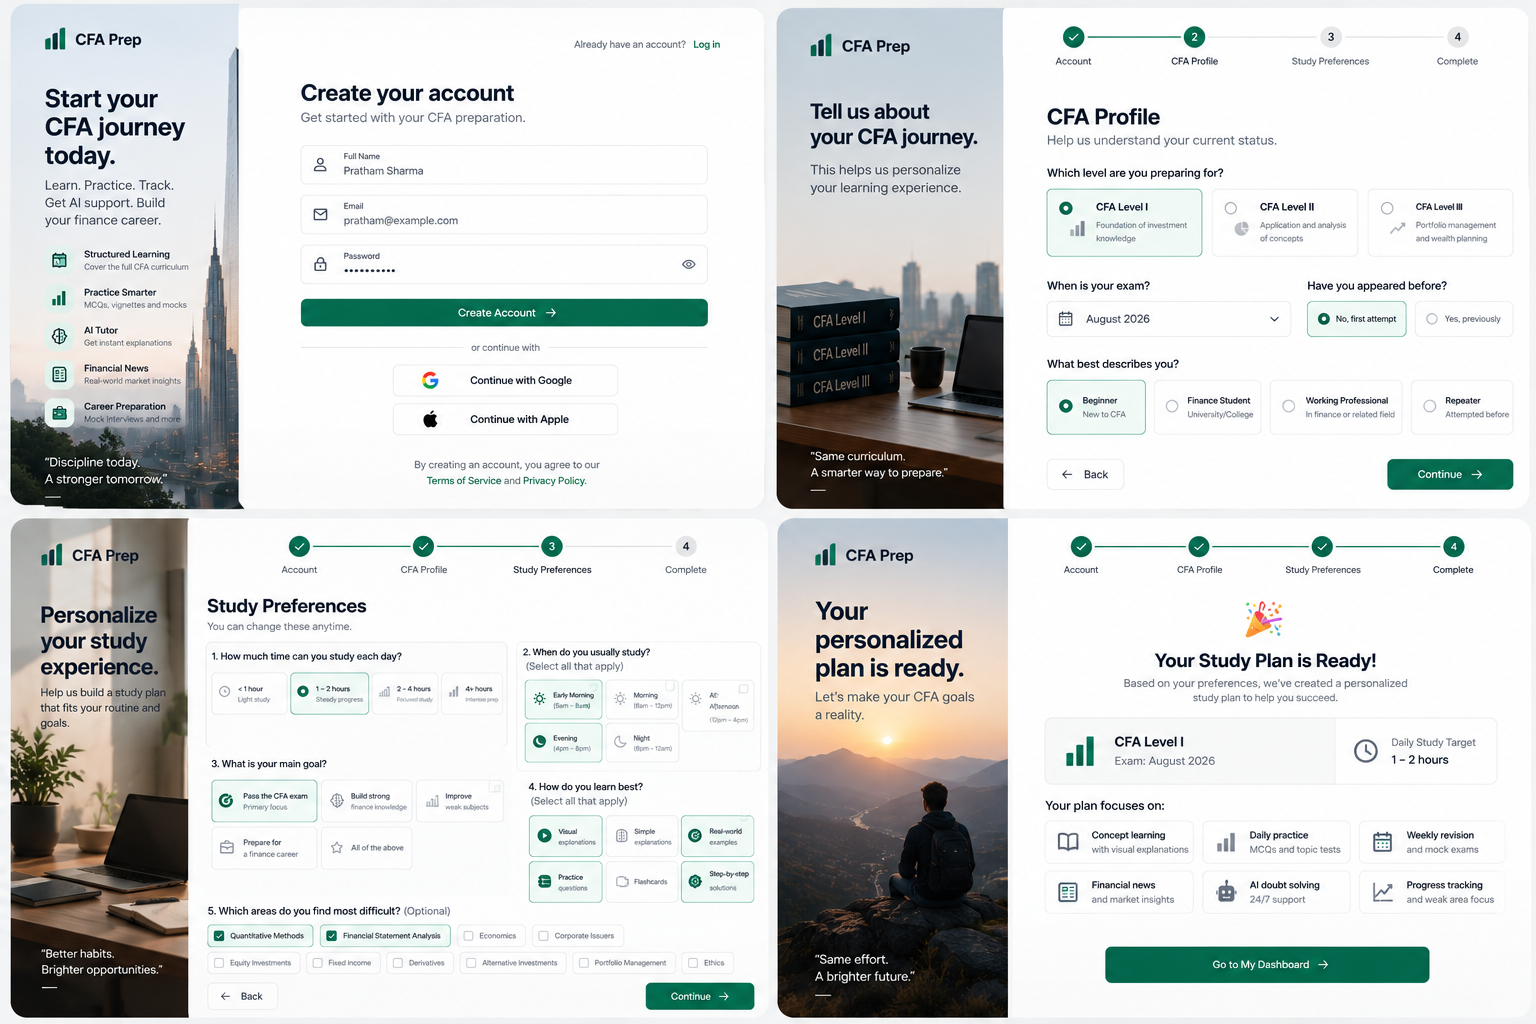 CFA Prep
Start your
CFA journey
today.
Learn. Practice. Track.
Get AI support. Build
your finance career.
Structured Learning
Cover the full CFA curriculum
Practice Smarter
MCQs, vignettes and mocks
AI Tutor
Get instant explanations
Financial News
Real-world market insights
Career Preparation
Mock Interviews and more
"Discipline today.
A stronger tomorrow."
Already have an account? Log in
Create your account
Get started with your CFA preparation.
Full Name
Pratham Sharma
Email
pratham@example.com
Password
••••••••••
Create Account →
or continue with
Continue with Google
Continue with Apple
By creating an account, you agree to our
Terms of Service and Privacy Policy.
CFA Prep
Tell us about
your CFA journey.
This helps us personalize
your learning experience.
CFA Level I
CFA Level II
CFA Level III
"Same curriculum.
A smarter way to prepare."
2
3
4
Account
CFA Profile
Study Preferences
Complete
CFA Profile
Help us understand your current status.
Which level are you preparing for?
CFA Level I
Foundation of investment
knowledge
CFA Level II
Application and analysis
of concepts
CFA Level III
Portfolio management
and wealth planning
When is your exam?
August 2026
Have you appeared before?
No, first attempt
Yes, previously
What best describes you?
Beginner
New to CFA
Finance Student
University/College
Working Professional
In finance or related field
Repeater
Attempted before
← Back
Continue →
CFA Prep
Personalize
your study
experience.
Help us build a study plan
that fits your routine and
goals.
"Better habits.
Brighter opportunities."
3
4
Account
CFA Profile
Study Preferences
Complete
Study Preferences
You can change these anytime.
1. How much time can you study each day?
< 1 hour
Light study
1 – 2 hours
Steady progress
2 – 4 hours
Focused study
4+ hours
Intense prep
2. When do you usually study?
(Select all that apply)
Early Morning
(5am – 8am)
Morning
(8am – 12pm)
Aft
Afternoon
(12pm – 4pm)
Evening
(4pm – 8pm)
Night
(8pm – 12am)
3. What is your main goal?
Pass the CFA exam
Primary focus
Build strong
finance knowledge
Improve
weak subjects
Prepare for
a finance career
All of the above
4. How do you learn best?
(Select all that apply)
Visual
explanations
Simple
explanations
Real-world
examples
Practice
questions
Flashcards
Step-by-step
solutions
5. Which areas do you find most difficult? (Optional)
Quantitative Methods
Financial Statement Analysis
Economics
Corporate Issuers
Equity Investments
Fixed Income
Derivatives
Alternative Investments
Portfolio Management
Ethics
← Back
Continue →
CFA Prep
Your
personalized
plan is ready.
Let's make your CFA goals
a reality.
"Same effort.
A brighter future."
4
Account
CFA Profile
Study Preferences
Complete
Your Study Plan is Ready!
Based on your preferences, we've created a personalized
study plan to help you succeed.
CFA Level I
Exam: August 2026
Daily Study Target
1 – 2 hours
Your plan focuses on:
Concept learning
with visual explanations
Daily practice
MCQs and topic tests
Weekly revision
and mock exams
Financial news
and market insights
AI doubt solving
24/7 support
Progress tracking
and weak area focus
Go to My Dashboard →